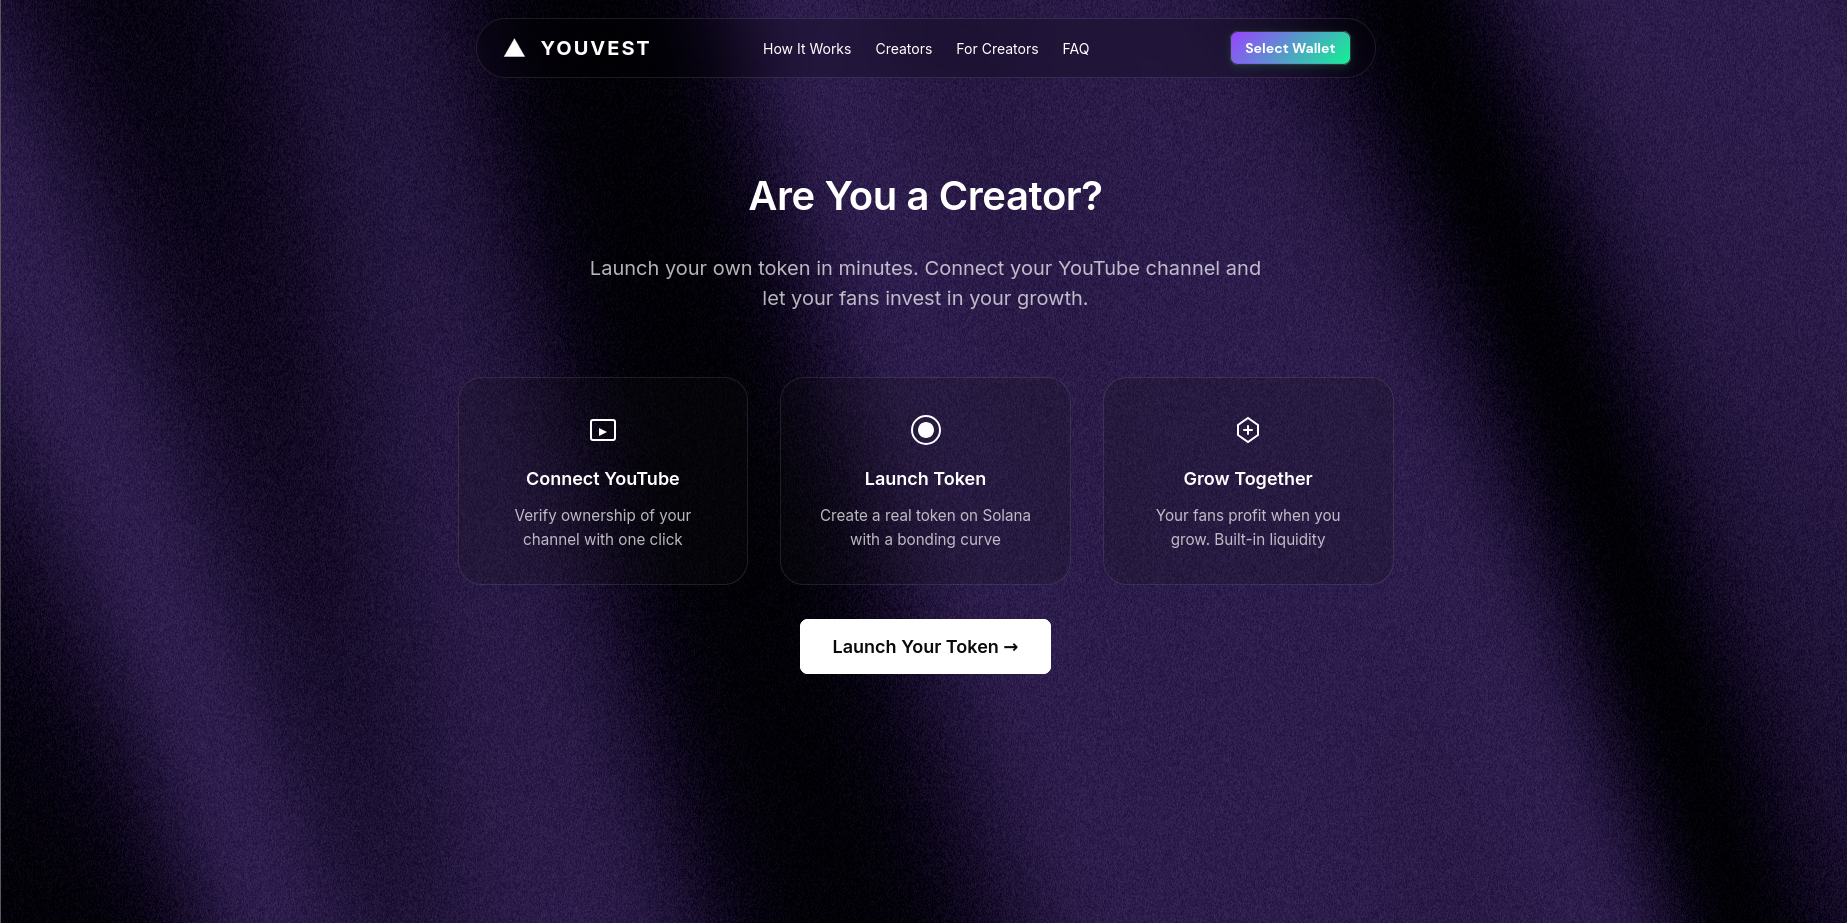 YOUVEST
How It Works
Creators
For Creators
FAQ
Select Wallet
Are You a Creator?
Launch your own token in minutes. Connect your YouTube channel and
let your fans invest in your growth.
Connect YouTube
Verify ownership of your
channel with one click
Launch Token
Create a real token on Solana
with a bonding curve
Grow Together
Your fans profit when you
grow. Built-in liquidity
Launch Your Token →